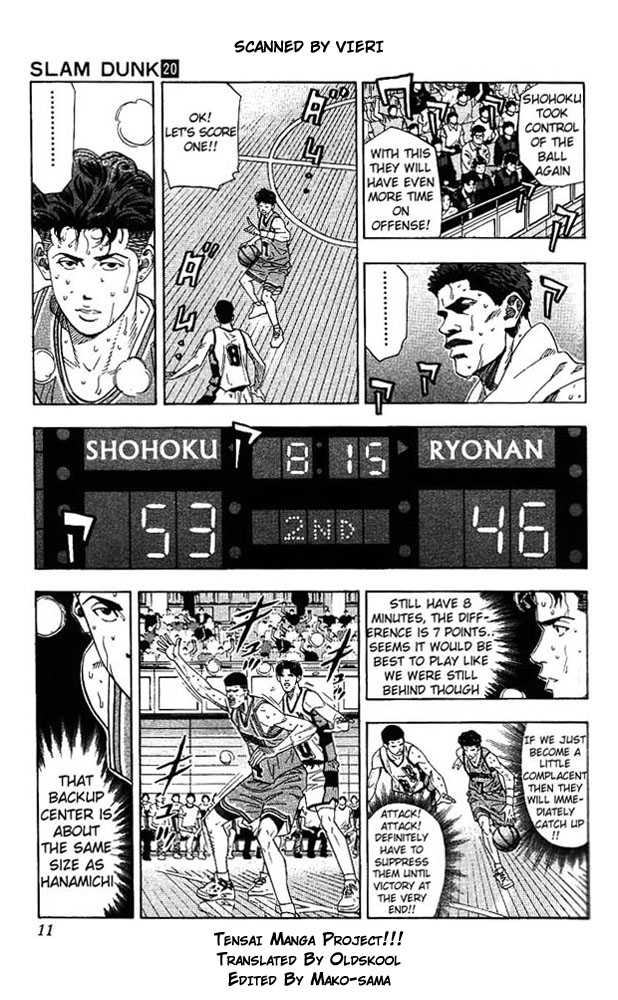 SCANNED BY VIERI
SLAM DUNK 20
SHOHOKU
TOOK
CONTROL
OF THE
BALL
AGAIN
WITH THIS
THEY WILL
HAVE EVEN
MORE TIME
ON
OFFENSE!
OK!
LET'S SCORE
ONE!!
ダム
ダム
.........
.........
SHOHOKU
8:15
RYONAN
53
2ND
46
STILL HAVE 8
MINUTES, THE DIFF-
ERENCE IS 7 POINTS..
SEEMS IT WOULD BE
BEST TO PLAY LIKE
WE WERE STILL
BEHIND THOUGH
IF WE JUST
BECOME A
LITTLE
COMPLACENT
THEN THEY
WILL IMME-
DIATELY
CATCH UP
!!
ATTACK!
ATTACK!
DEFINITELY
HAVE TO
SUPPRESS
THEM UNTIL
VICTORY AT
THE VERY
END!!
THAT
BACKUP
CENTER IS
ABOUT
THE SAME
SIZE AS
HANAMICHI
11
TENSAI MANGA PROJECT!!!
TRANSLATED BY OLDSKOOL
EDITED BY MAKO-SAMA